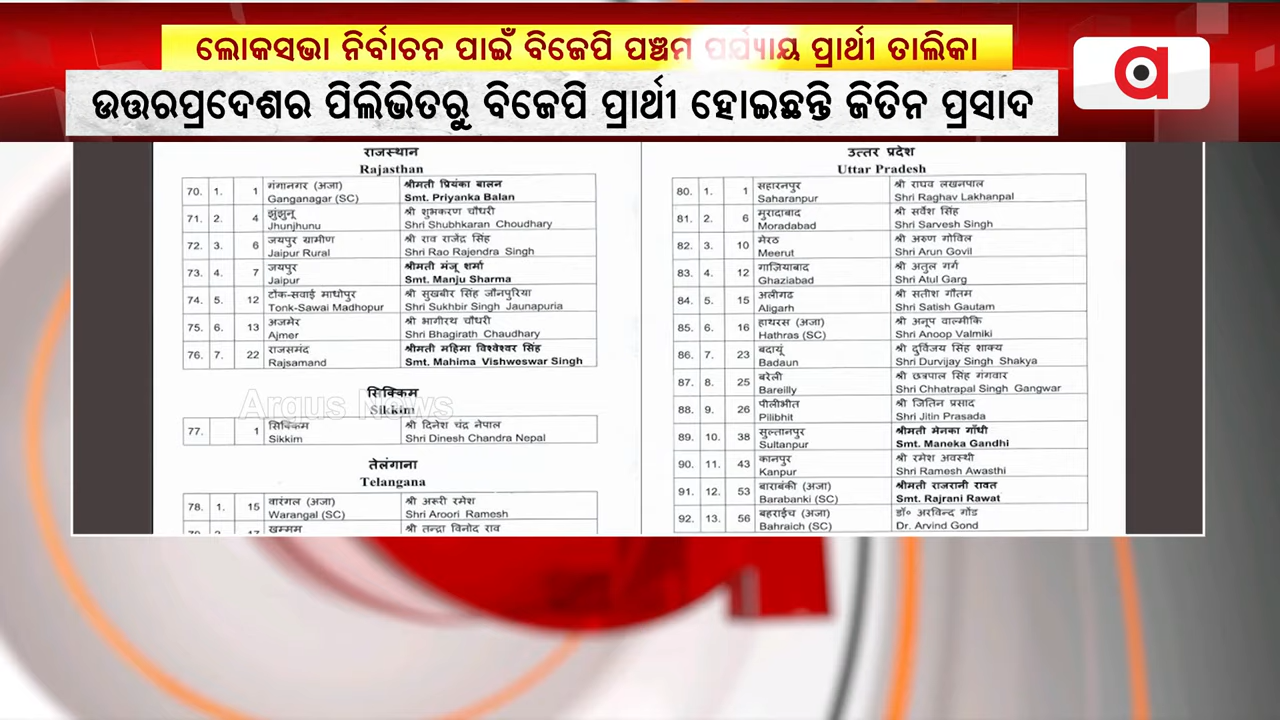 ଲୋକସଭା ନିର୍ବାଚନ ପାଇଁ ବିଜେପି ପଞ୍ଚମ ପର୍ଯ୍ୟାୟ ପ୍ରାର୍ଥୀ ତାଲିକା
ଉତ୍ତରପ୍ରଦେଶର ପିଲିଭିତରୁ ବିଜେପି ପ୍ରାର୍ଥୀ ହୋଇଛନ୍ତି ଜିତିନ ପ୍ରସାଦ
a
राजस्थान
Rajasthan
70. 1. 1 गंगानगर (अजा) श्रीमती प्रियंका बालन
Ganganagar (SC) Smt. Priyanka Balan
71. 2. 4 झुंझुनू श्री शुभकरण चौधरी
Jhunjhunu Shri Shubhkaran Choudhary
72. 3. 6 जयपुर ग्रामीण श्री राव राजेंद्र सिंह
Jaipur Rural Shri Rao Rajendra Singh
73. 4. 7 जयपुर श्रीमती मंजू शर्मा
Jaipur Smt. Manju Sharma
74. 5. 12 टोंक-सवाई माधोपुर श्री सुखबीर सिंह जौनपुरिया
Tonk-Sawai Madhopur Shri Sukhbir Singh Jaunapuria
75. 6. 13 अजमेर श्री भागीरथ चौधरी
Ajmer Shri Bhagirath Chaudhary
76. 7. 22 राजसमंद श्रीमती महिमा विश्वेश्वर सिंह
Rajsamand Smt. Mahima Vishweswar Singh
सिक्किम
Argus News
Sikkim
77. 1 सिक्किम श्री दिनेश चंद्र नेपाल
Sikkim Shri Dinesh Chandra Nepal
तेलंगाना
Telangana
78. 1. 15 वारंगल (अजा) श्री अरूरी रमेश
Warangal (SC) Shri Aroori Ramesh
79. 2. 17 खम्मम श्री तन्द्रा विनोद राव
उत्तर प्रदेश
Uttar Pradesh
80. 1. 1 सहारनपुर श्री राघव लखनपाल
Saharanpur Shri Raghav Lakhanpal
81. 2. 6 मुरादाबाद श्री सर्वेश सिंह
Moradabad Shri Sarvesh Singh
82. 3. 10 मेरठ श्री अरुण गोविल
Meerut Shri Arun Govil
83. 4. 12 गाज़ियाबाद श्री अतुल गर्ग
Ghaziabad Shri Atul Garg
84. 5. 15 अलीगढ श्री सतीश गौतम
Aligarh Shri Satish Gautam
85. 6. 16 हाथरस (अजा) श्री अनूप वाल्मीकि
Hathras (SC) Shri Anoop Valmiki
86. 7. 23 बदायूं श्री दुर्विजय सिंह शाक्य
Badaun Shri Durvijay Singh Shakya
87. 8. 25 बरेली श्री छत्रपाल सिंह गंगवार
Bareilly Shri Chhatrapal Singh Gangwar
88. 9. 26 पीलीभीत श्री जितिन प्रसाद
Pilibhit Shri Jitin Prasada
89. 10. 38 सुल्तानपुर श्रीमती मेनका गाँधी
Sultanpur Smt. Maneka Gandhi
90. 11. 43 कानपुर श्री रमेश अवस्थी
Kanpur Shri Ramesh Awasthi
91. 12. 53 बाराबंकी (अजा) श्रीमती राजरानी रावत
Barabanki (SC) Smt. Rajrani Rawat
92. 13. 56 बहराईच (अजा) डॉ० अरविन्द गोंड
Bahraich (SC) Dr. Arvind Gond